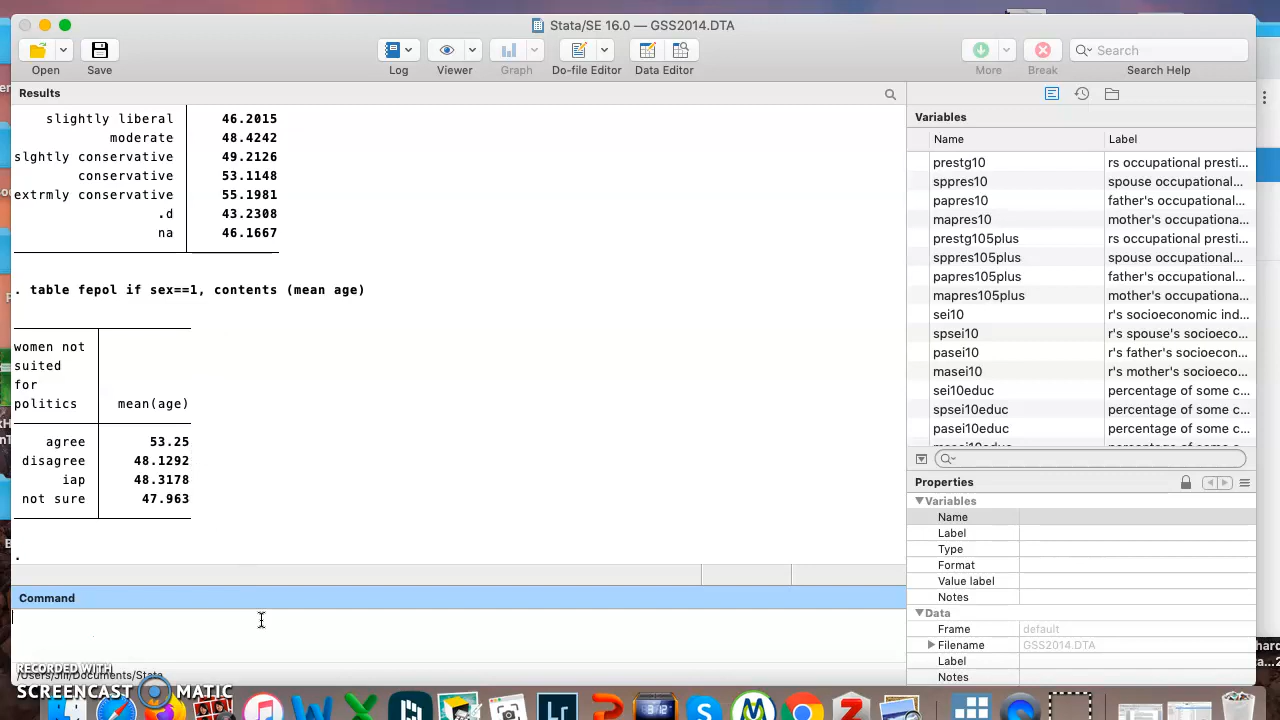 Stata/SE 16.0 — GSS2014.DTA
Open
Save
Log
Viewer
Graph
Do-file Editor
Data Editor
More
Break
Search
Search Help
Results
slightly liberal 46.2015
moderate 48.4242
slghtly conservative 49.2126
conservative 53.1148
extrmly conservative 55.1981
.d 43.2308
na 46.1667
. table fepol if sex==1, contents (mean age)
women not
suited
for
politics mean(age)
agree 53.25
disagree 48.1292
iap 48.3178
not sure 47.963
.
Command
/Users/Jill/Documents/Stata
RECORDED WITH
SCREENCAST MATIC
Variables
Name Label
prestg10 rs occupational presti...
sppres10 spouse occupational...
papres10 father's occupational...
mapres10 mother's occupationa...
prestg105plus rs occupational presti...
sppres105plus spouse occupational...
papres105plus father's occupational...
mapres105plus mother's occupationa...
sei10 r's socioeconomic ind...
spsei10 r's spouse's socioeco...
pasei10 r's father's socioecon...
masei10 r's mother's socioeco...
sei10educ percentage of some c...
spsei10educ percentage of some c...
pasei10educ percentage of some c...
Properties
Variables
Name
Label
Type
Format
Value label
Notes
Data
Frame default
Filename GSS2014.DTA
Label
Notes